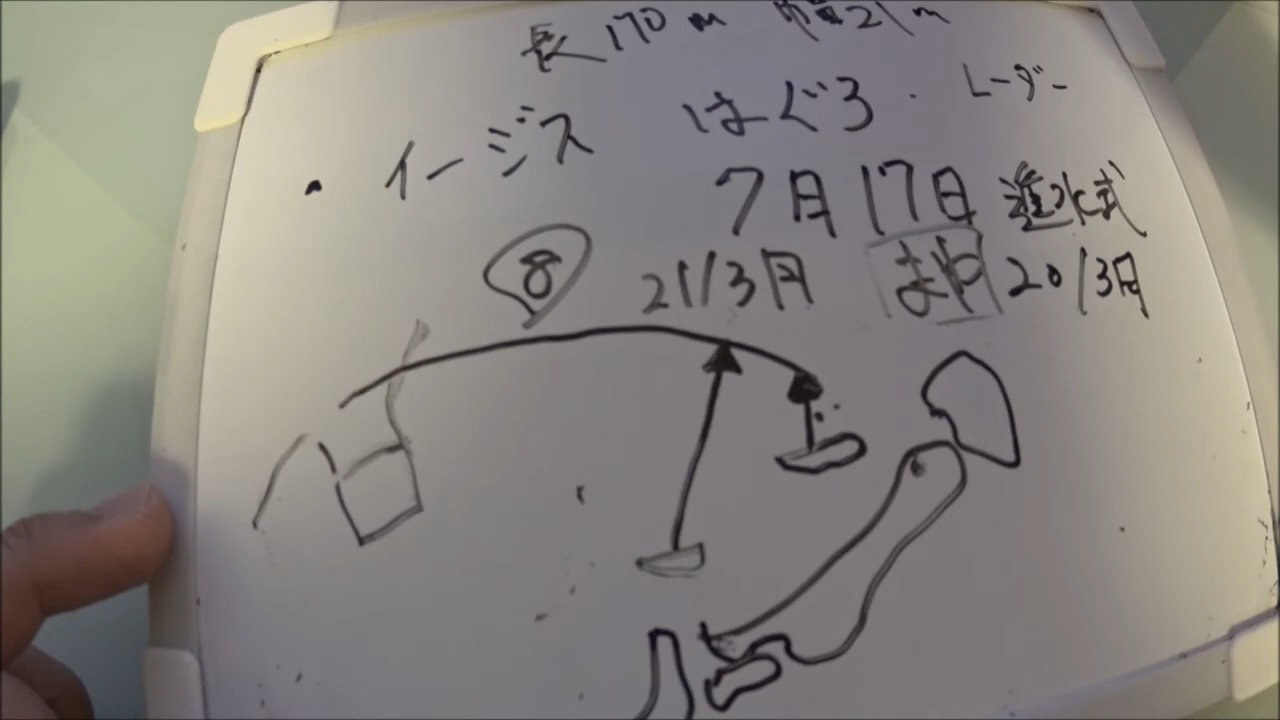 長170m 幅21m
・イージス はぐろ・レーダー
7月17日 進水式
⑧ 21/3月 まや 20/3月